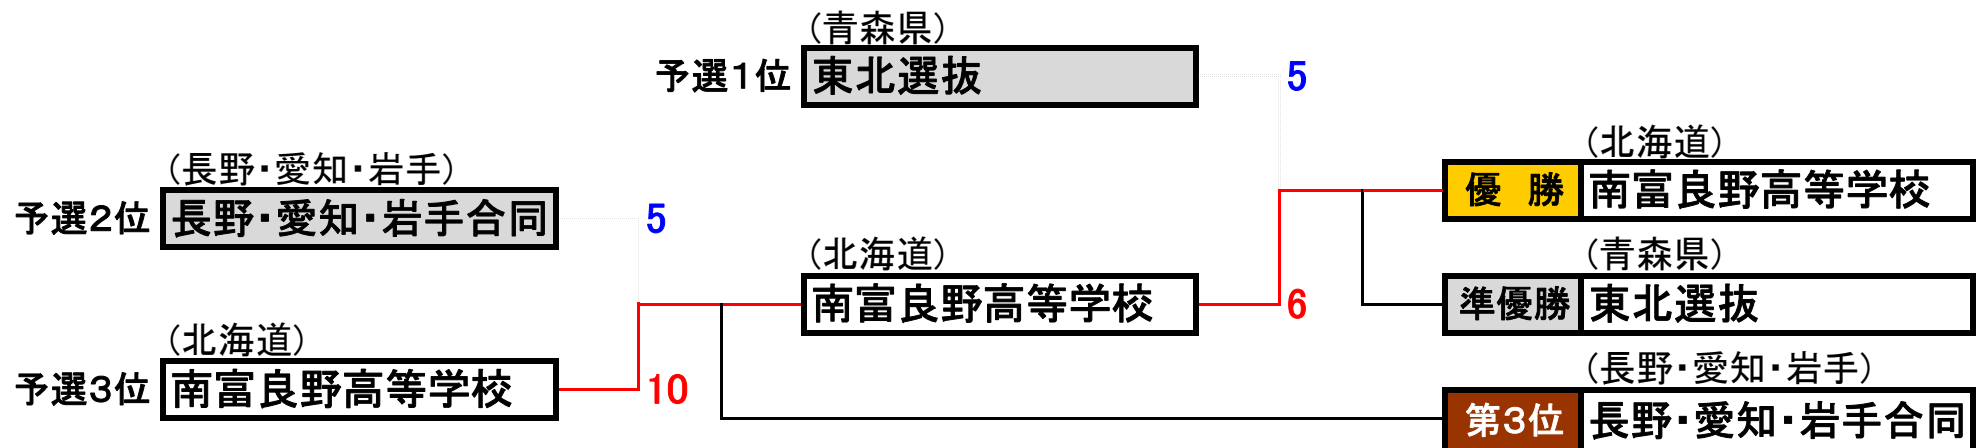 (青森県)
予選1位 東北選抜 5
(長野・愛知・岩手)
予選2位 長野・愛知・岩手合同 5
(北海道)
予選3位 南富良野高等学校 10
(北海道)
南富良野高等学校 6
(北海道)
優　勝 南富良野高等学校
(青森県)
準優勝 東北選抜
(長野・愛知・岩手)
第3位 長野・愛知・岩手合同